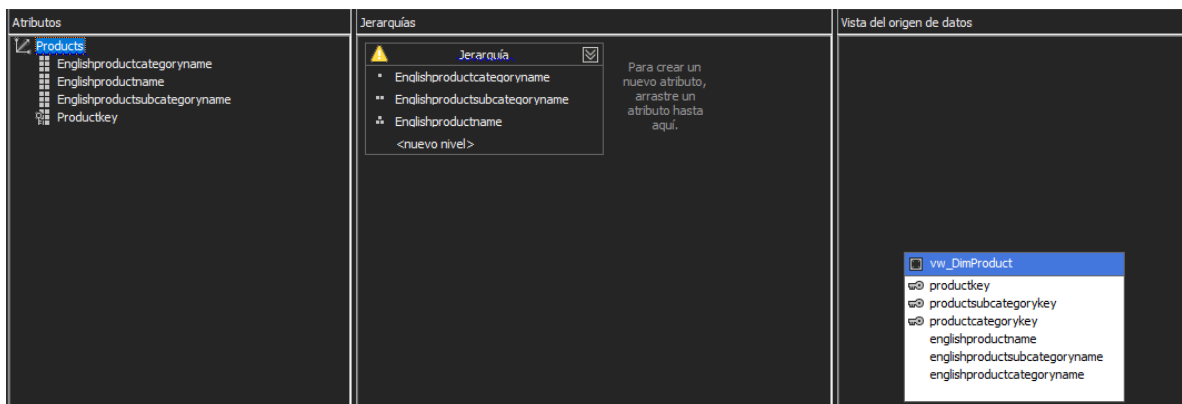 Atributos
Products
Englishproductcategoryname
Englishproductname
Englishproductsubcategoryname
Productkey
Jerarquías
Jerarquía
Englishproductcategoryname
Englishproductsubcategoryname
Englishproductname
<nuevo nivel>
Para crear un
nuevo atributo,
arrastre un
atributo hasta
aquí.
Vista del origen de datos
vw_DimProduct
productkey
productsubcategorykey
productcategorykey
englishproductname
englishproductsubcategoryname
englishproductcategoryname